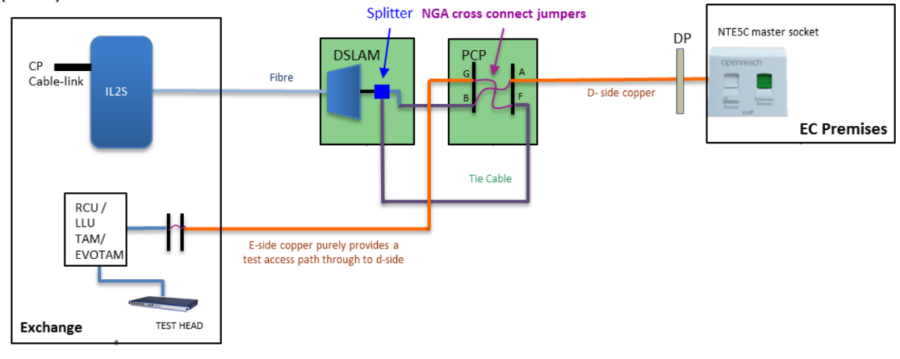 Splitter NGA cross connect jumpers
DSLAM
PCP
DP
NTE5C master socket
openreach
CP
Cable-link
IL2S
Fibre
G
A
B
F
D- side copper
EC Premises
Tie Cable
RCU /
LLU
TAM/
EVOTAM
E-side copper purely provides a
test access path through to d-side
TEST HEAD
Exchange